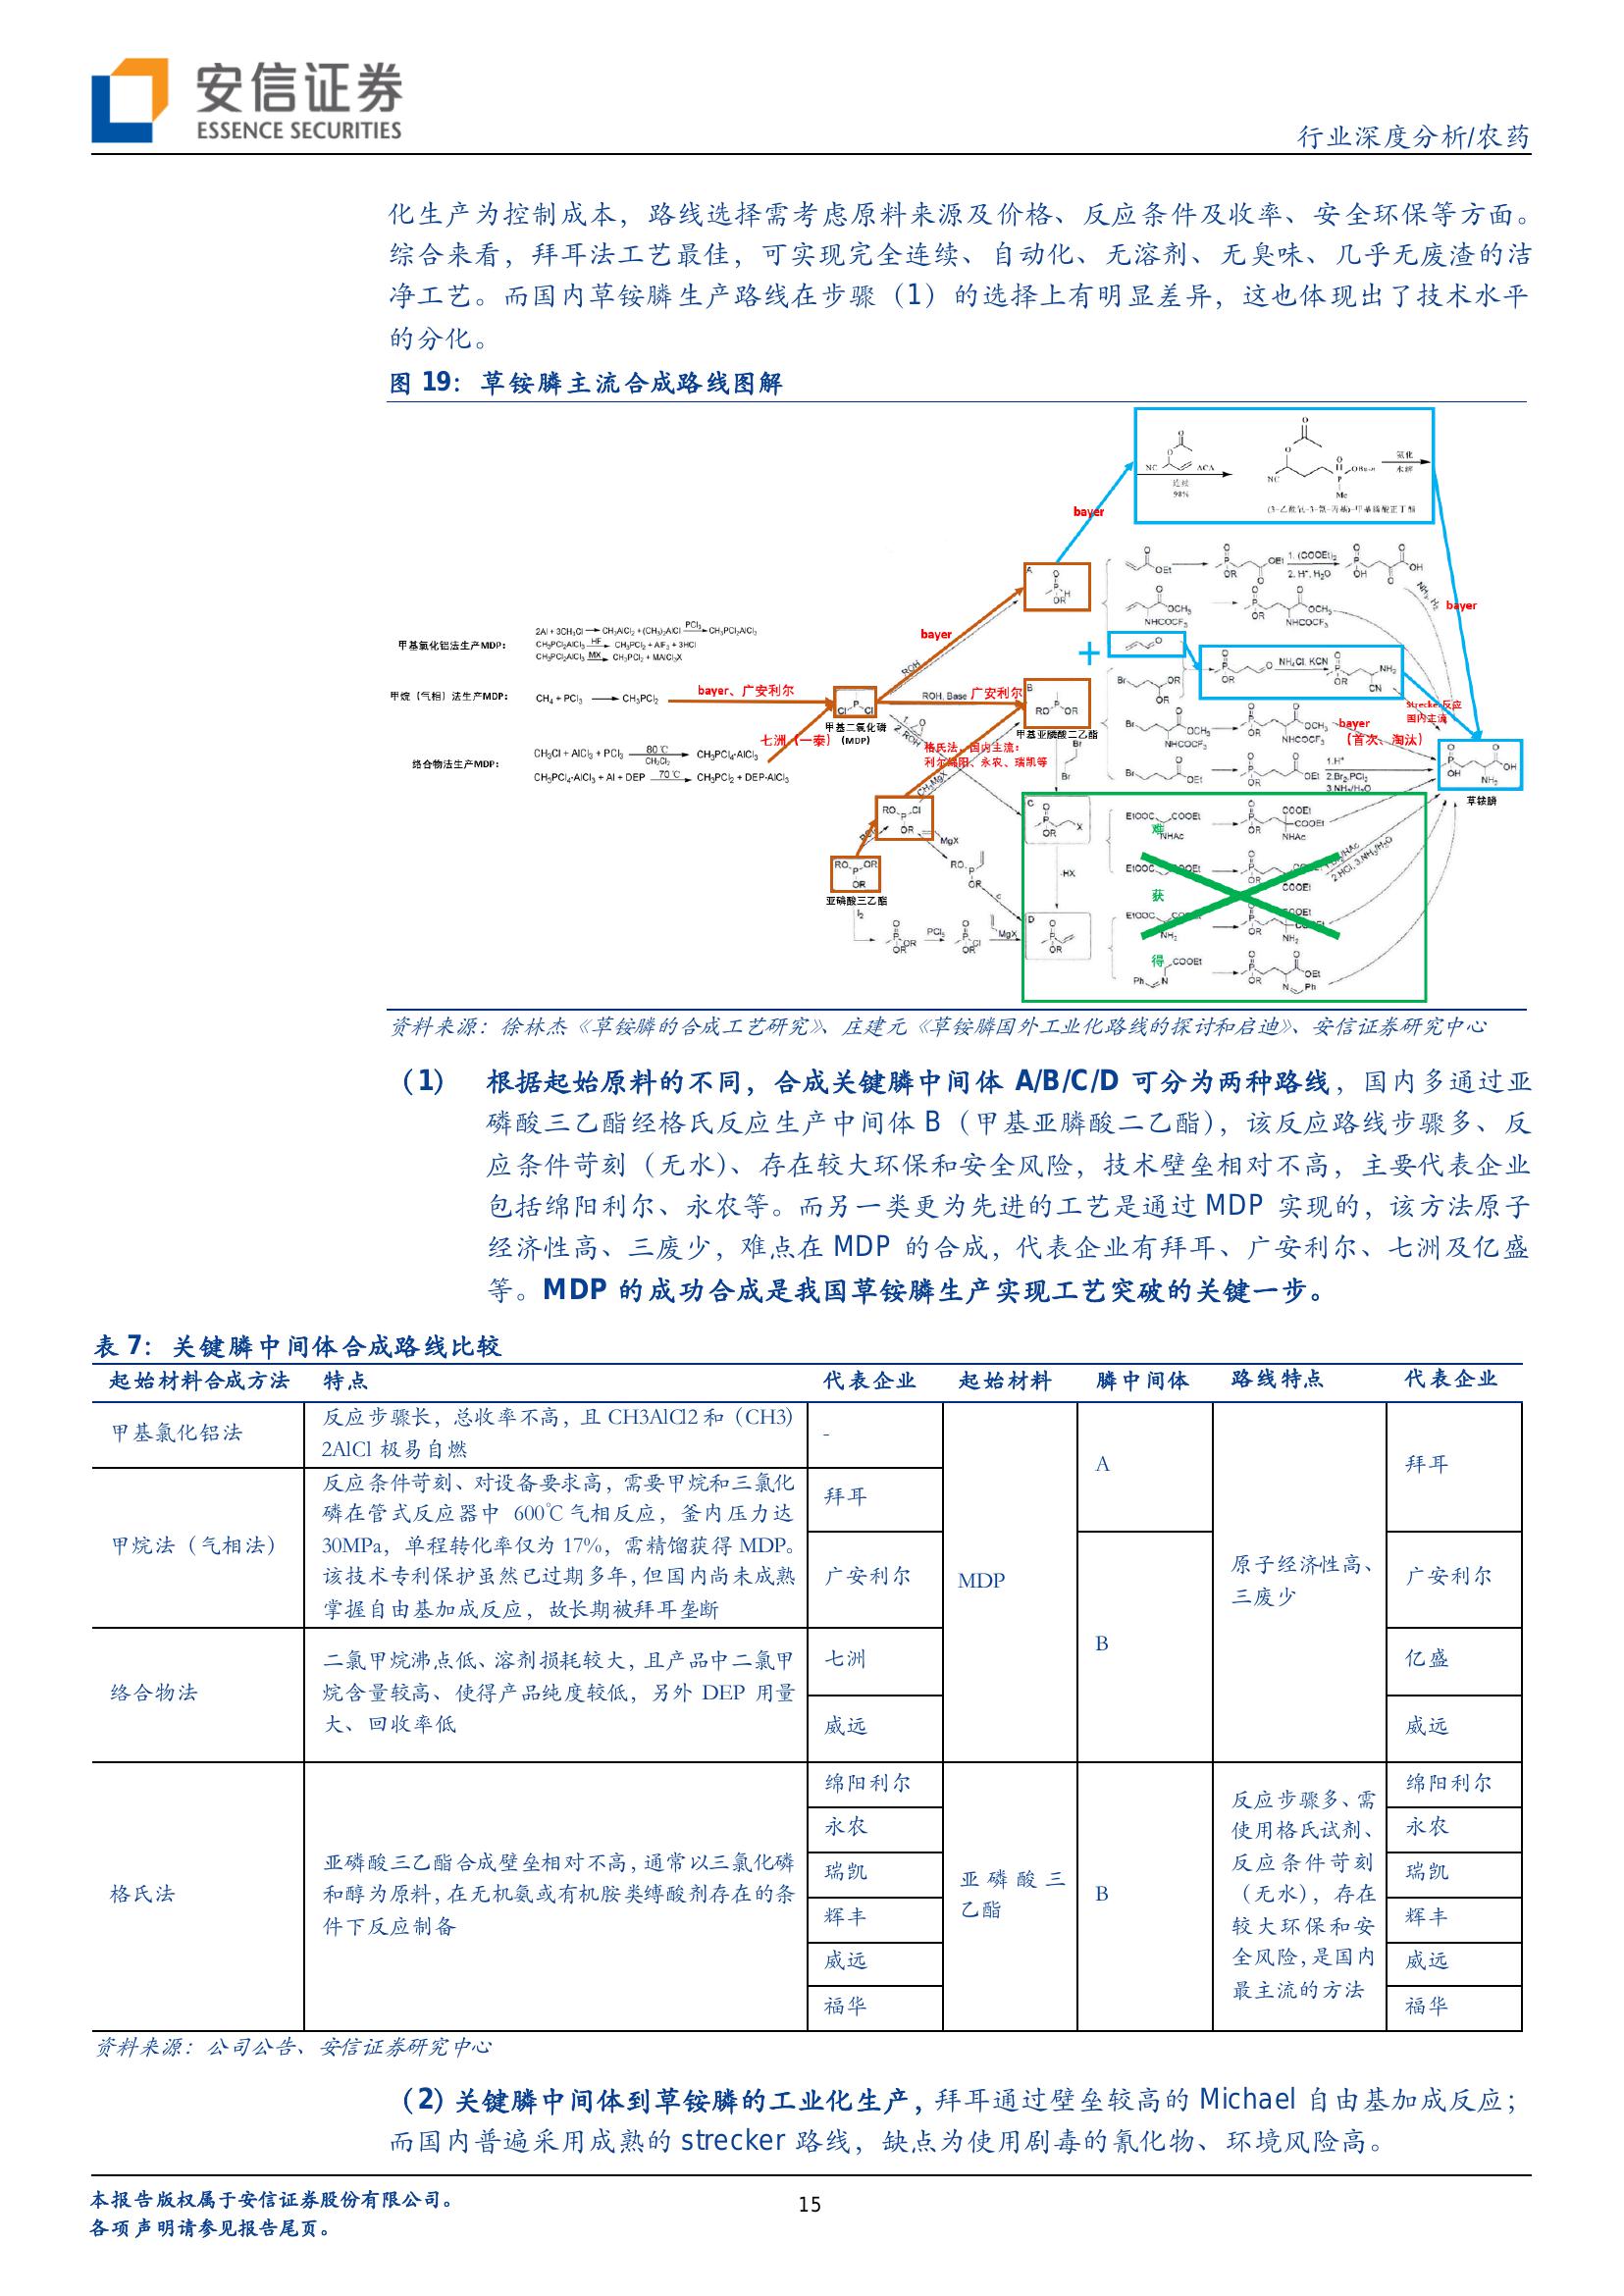 安信证券
ESSENCE SECURITIES
行业深度分析/农药
化生产为控制成本，路线选择需考虑原料来源及价格、反应条件及收率、安全环保等方面。
综合来看，拜耳法工艺最佳，可实现完全连续、自动化、无溶剂、无臭味、几乎无废渣的洁
净工艺。而国内草铵膦生产路线在步骤（1）的选择上有明显差异，这也体现出了技术水平
的分化。
图 19：草铵膦主流合成路线图解
NC ACA
98%
氨化
水解
NC
Me
(3-乙酰氧-3-氰-丙基)-甲基膦酸正丁酯
bayer
bayer
bayer
甲基氯化铝法生产MDP：
2Al + 3CH₃Cl → CH₃AlCl₂ + (CH₃)₂AlCl PCl₃ CH₃PCl₂AlCl₃
CH₃PCl₂AlCl₃ HF CH₃PCl₂ + AlF₃ + 3HCl
CH₃PCl₂AlCl₃ MX CH₃PCl₂ + MAlCl₃X
甲烷（气相）法生产MDP：
CH₄ + PCl₃ → CH₃PCl₂
bayer、广安利尔
络合物法生产MDP：
CH₃Cl + AlCl₃ + PCl₃ 80℃ CH₂Cl₂ CH₃PCl₄·AlCl₃
CH₃PCl₄·AlCl₃ + Al + DEP 70℃ CH₃PCl₂ + DEP·AlCl₃
七洲（一泰）
甲基二氯化磷
(MDP)
ROH
ROH, Base
广安利尔
甲基亚膦酸二乙酯
格氏法，国内主流：
利尔绵阳、永农、瑞凯等
CH₃MgX
亚磷酸三乙酯
I₂
PCl₅
MgX
MgX
-HX
A
B
C
D
1. (COOEt)₂
2. H⁺, H₂O
NH₃, H₂
NH₄Cl, KCN
Strecker反应
国内主流
bayer
（首次、淘汰）
1.H⁺
2.Br₂,PCl₃
3.NH₃/H₂O
2.HCl, 3.NH₃/H₂O
草铵膦
难
获
得
资料来源：徐林杰《草铵膦的合成工艺研究》、庄建元《草铵膦国外工业化路线的探讨和启迪》、安信证券研究中心
（1） 根据起始原料的不同，合成关键膦中间体 A/B/C/D 可分为两种路线，国内多通过亚
磷酸三乙酯经格氏反应生产中间体 B（甲基亚膦酸二乙酯），该反应路线步骤多、反
应条件苛刻（无水）、存在较大环保和安全风险，技术壁垒相对不高，主要代表企业
包括绵阳利尔、永农等。而另一类更为先进的工艺是通过 MDP 实现的，该方法原子
经济性高、三废少，难点在 MDP 的合成，代表企业有拜耳、广安利尔、七洲及亿盛
等。MDP 的成功合成是我国草铵膦生产实现工艺突破的关键一步。
表 7：关键膦中间体合成路线比较
起始材料合成方法 特点 代表企业 起始材料 膦中间体 路线特点 代表企业
甲基氯化铝法
反应步骤长，总收率不高，且 CH3AlCl2 和（CH3）
2AlCl 极易自燃
-
MDP
A
原子经济性高、
三废少
拜耳
甲烷法（气相法）
反应条件苛刻、对设备要求高，需要甲烷和三氯化
磷在管式反应器中 600℃气相反应，釜内压力达
30MPa，单程转化率仅为 17%，需精馏获得 MDP。
该技术专利保护虽然已过期多年，但国内尚未成熟
掌握自由基加成反应，故长期被拜耳垄断
拜耳
广安利尔
B
广安利尔
络合物法
二氯甲烷沸点低、溶剂损耗较大，且产品中二氯甲
烷含量较高、使得产品纯度较低，另外 DEP 用量
大、回收率低
七洲
亿盛
威远
威远
格氏法
亚磷酸三乙酯合成壁垒相对不高，通常以三氯化磷
和醇为原料，在无机氨或有机胺类缚酸剂存在的条
件下反应制备
绵阳利尔
永农
瑞凯
辉丰
威远
福华
亚磷酸三
乙酯
B
反应步骤多、需
使用格氏试剂、
反应条件苛刻
（无水），存在
较大环保和安
全风险，是国内
最主流的方法
绵阳利尔
永农
瑞凯
辉丰
威远
福华
资料来源：公司公告、安信证券研究中心
（2）关键膦中间体到草铵膦的工业化生产，拜耳通过壁垒较高的 Michael 自由基加成反应；
而国内普遍采用成熟的 strecker 路线，缺点为使用剧毒的氰化物、环境风险高。
本报告版权属于安信证券股份有限公司。
各项声明请参见报告尾页。
15